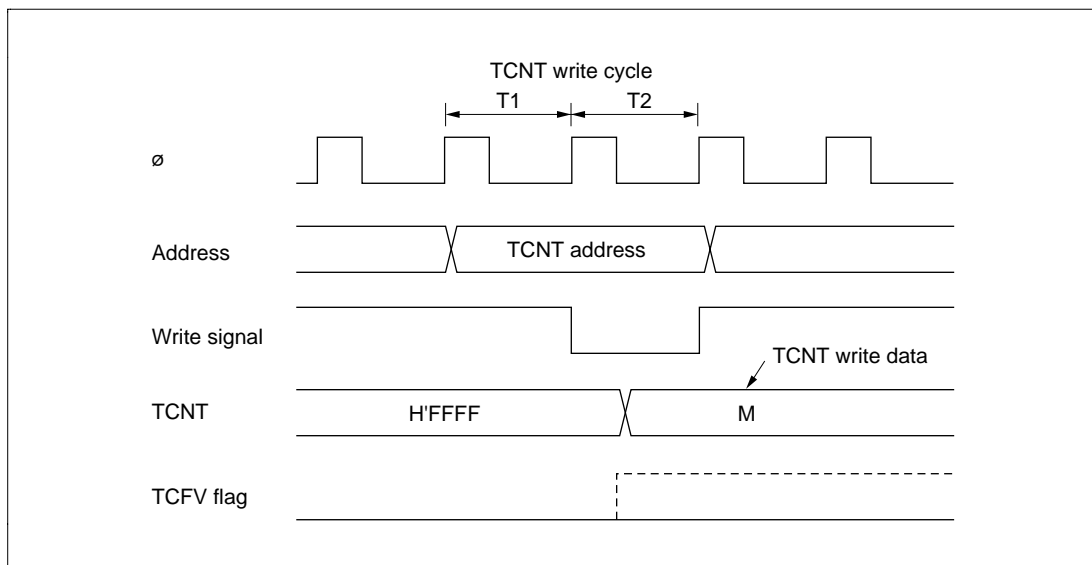 TCNT write cycle
T1 T2
ø
Address TCNT address
Write signal
TCNT write data
TCNT H'FFFF M
TCFV flag